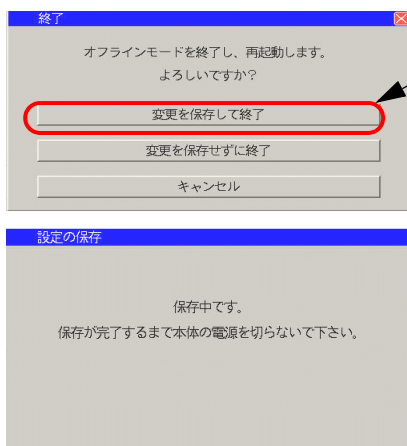 終了
オフラインモードを終了し、再起動します。
よろしいですか？
変更を保存して終了
変更を保存せずに終了
キャンセル
設定の保存
保存中です。
保存が完了するまで本体の電源を切らないで下さい。